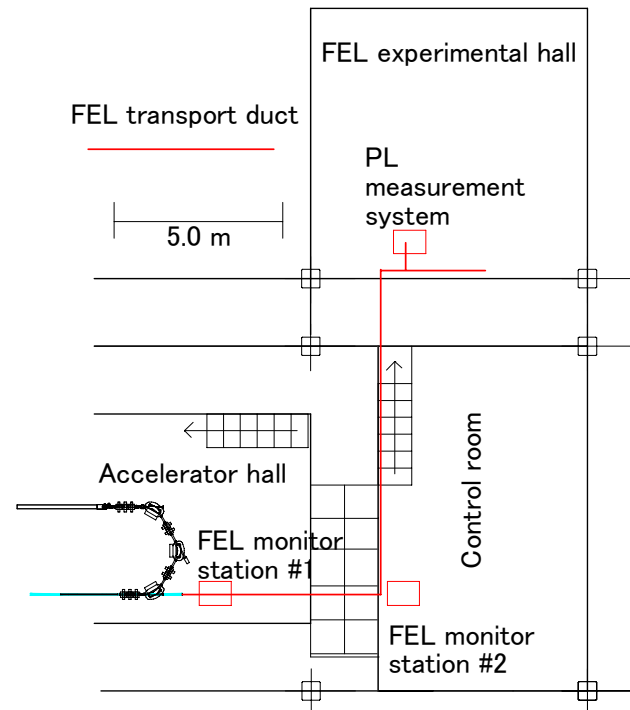 FEL experimental hall
FEL transport duct
PL
measurement
system
5.0 m
Accelerator hall
Control room
FEL monitor
station #1
FEL monitor
station #2